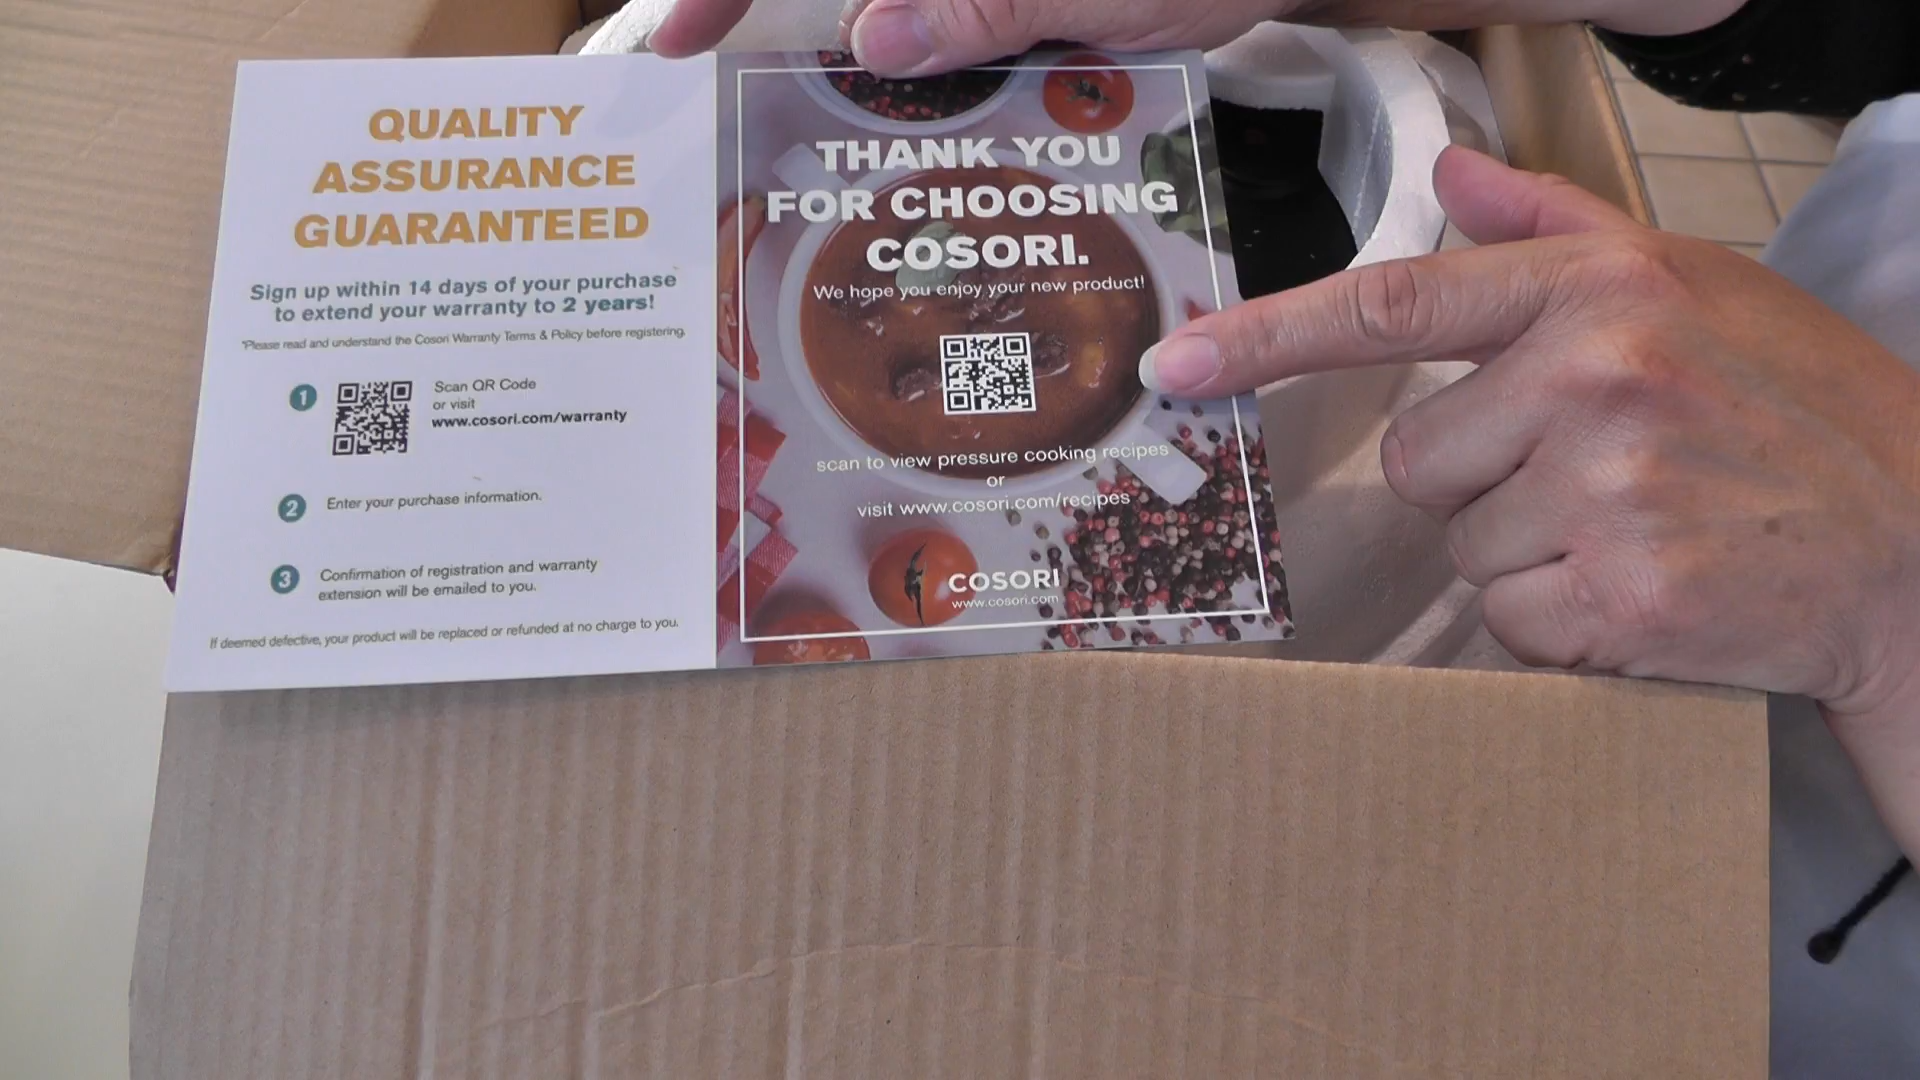 QUALITY
ASSURANCE
GUARANTEED
Sign up within 14 days of your purchase
to extend your warranty to 2 years!
*Please read and understand the Cosori Warranty Terms & Policy before registering.
1
Scan QR Code
or visit
www.cosori.com/warranty
2
Enter your purchase information.
3
Confirmation of registration and warranty
extension will be emailed to you.
If deemed defective, your product will be replaced or refunded at no charge to you.
THANK YOU
FOR CHOOSING
COSORI.
We hope you enjoy your new product!
scan to view pressure cooking recipes
or
visit www.cosori.com/recipes
COSORI
www.cosori.com